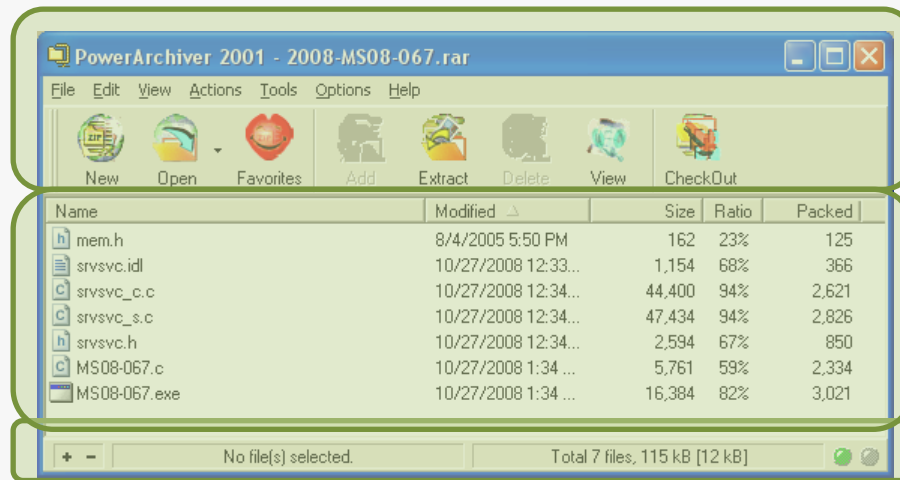 PowerArchiver 2001 - 2008-MS08-067.rar
File Edit View Actions Tools Options Help
ZIP
New Open Favorites Add Extract Delete View CheckOut
Name Modified Size Ratio Packed
h mem.h 8/4/2005 5:50 PM 162 23% 125
srvsvc.idl 10/27/2008 12:33... 1,154 68% 366
c srvsvc_c.c 10/27/2008 12:34... 44,400 94% 2,621
c srvsvc_s.c 10/27/2008 12:34... 47,434 94% 2,826
h srvsvc.h 10/27/2008 12:34... 2,594 67% 850
c MS08-067.c 10/27/2008 1:34 ... 5,761 59% 2,334
MS08-067.exe 10/27/2008 1:34 ... 16,384 82% 3,021
+ - No file(s) selected. Total 7 files, 115 kB [12 kB]